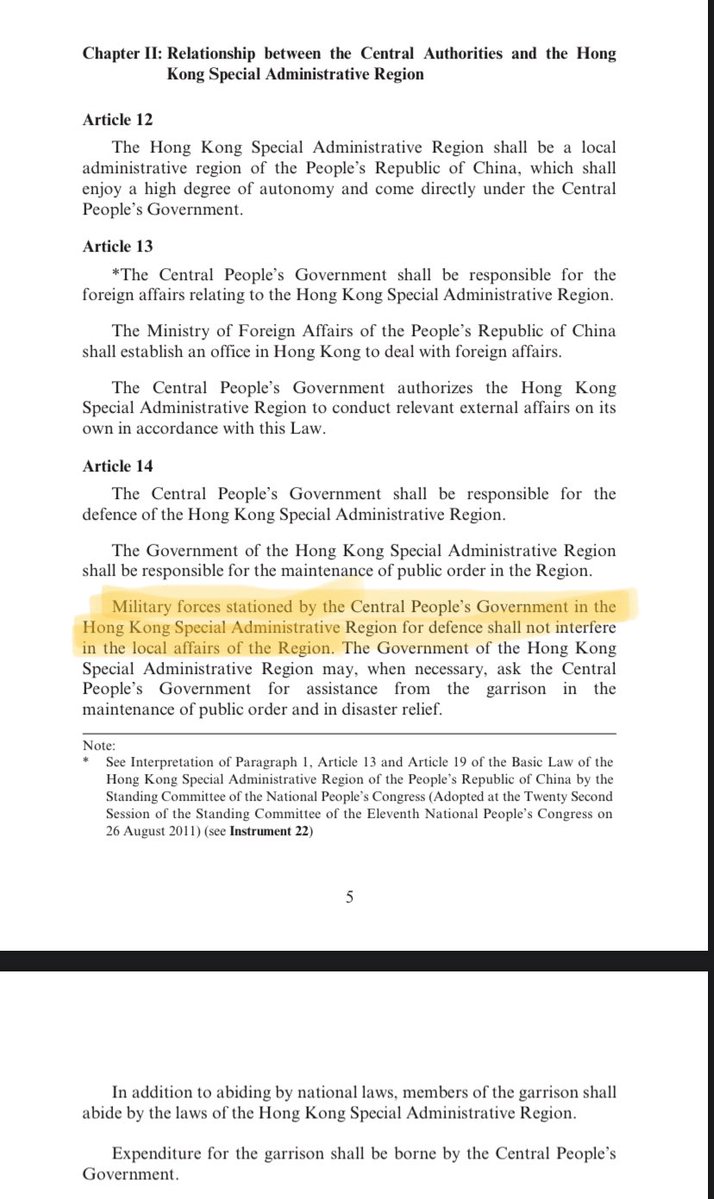 Chapter II: Relationship between the Central Authorities and the Hong
Kong Special Administrative Region
Article 12
The Hong Kong Special Administrative Region shall be a local
administrative region of the People’s Republic of China, which shall
enjoy a high degree of autonomy and come directly under the Central
People’s Government.
Article 13
*The Central People’s Government shall be responsible for the
foreign affairs relating to the Hong Kong Special Administrative Region.
The Ministry of Foreign Affairs of the People’s Republic of China
shall establish an office in Hong Kong to deal with foreign affairs.
The Central People’s Government authorizes the Hong Kong
Special Administrative Region to conduct relevant external affairs on its
own in accordance with this Law.
Article 14
The Central People’s Government shall be responsible for the
defence of the Hong Kong Special Administrative Region.
The Government of the Hong Kong Special Administrative Region
shall be responsible for the maintenance of public order in the Region.
Military forces stationed by the Central People’s Government in the
Hong Kong Special Administrative Region for defence shall not interfere
in the local affairs of the Region. The Government of the Hong Kong
Special Administrative Region may, when necessary, ask the Central
People’s Government for assistance from the garrison in the
maintenance of public order and in disaster relief.
Note:
* See Interpretation of Paragraph 1, Article 13 and Article 19 of the Basic Law of the
Hong Kong Special Administrative Region of the People’s Republic of China by the
Standing Committee of the National People’s Congress (Adopted at the Twenty Second
Session of the Standing Committee of the Eleventh National People’s Congress on
26 August 2011) (see Instrument 22)
5
In addition to abiding by national laws, members of the garrison shall
abide by the laws of the Hong Kong Special Administrative Region.
Expenditure for the garrison shall be borne by the Central People’s
Government.